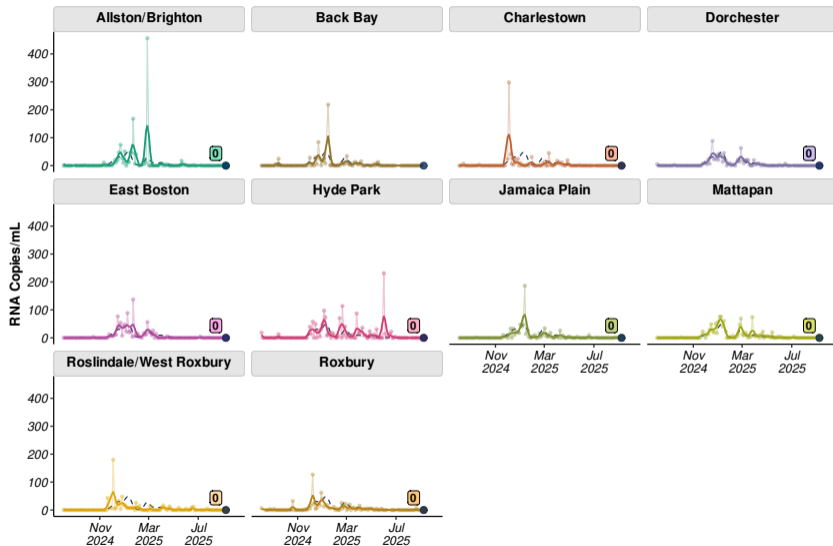 Allston/Brighton Back Bay Charlestown Dorchester
400
300
200
100
0
0 0 0 0
East Boston Hyde Park Jamaica Plain Mattapan
RNA Copies/mL
400
300
200
100
0
0 0 0 0
Nov 2024 Mar 2025 Jul 2025 Nov 2024 Mar 2025 Jul 2025
Roslindale/West Roxbury Roxbury
400
300
200
100
0
0 0
Nov 2024 Mar 2025 Jul 2025 Nov 2024 Mar 2025 Jul 2025